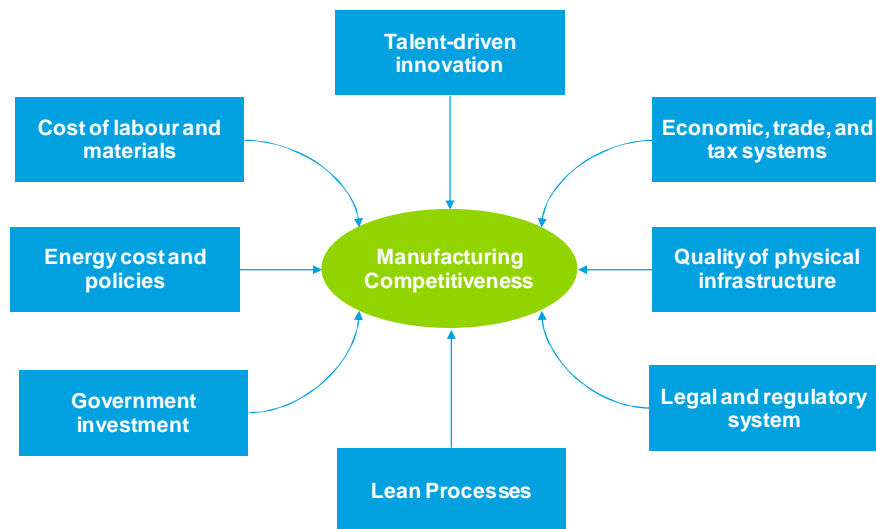 Talent-driven
innovation
Cost of labour and
materials
Economic, trade, and
tax systems
Energy cost and
policies
Manufacturing
Competitiveness
Quality of physical
infrastructure
Government
investment
Legal and regulatory
system
Lean Processes